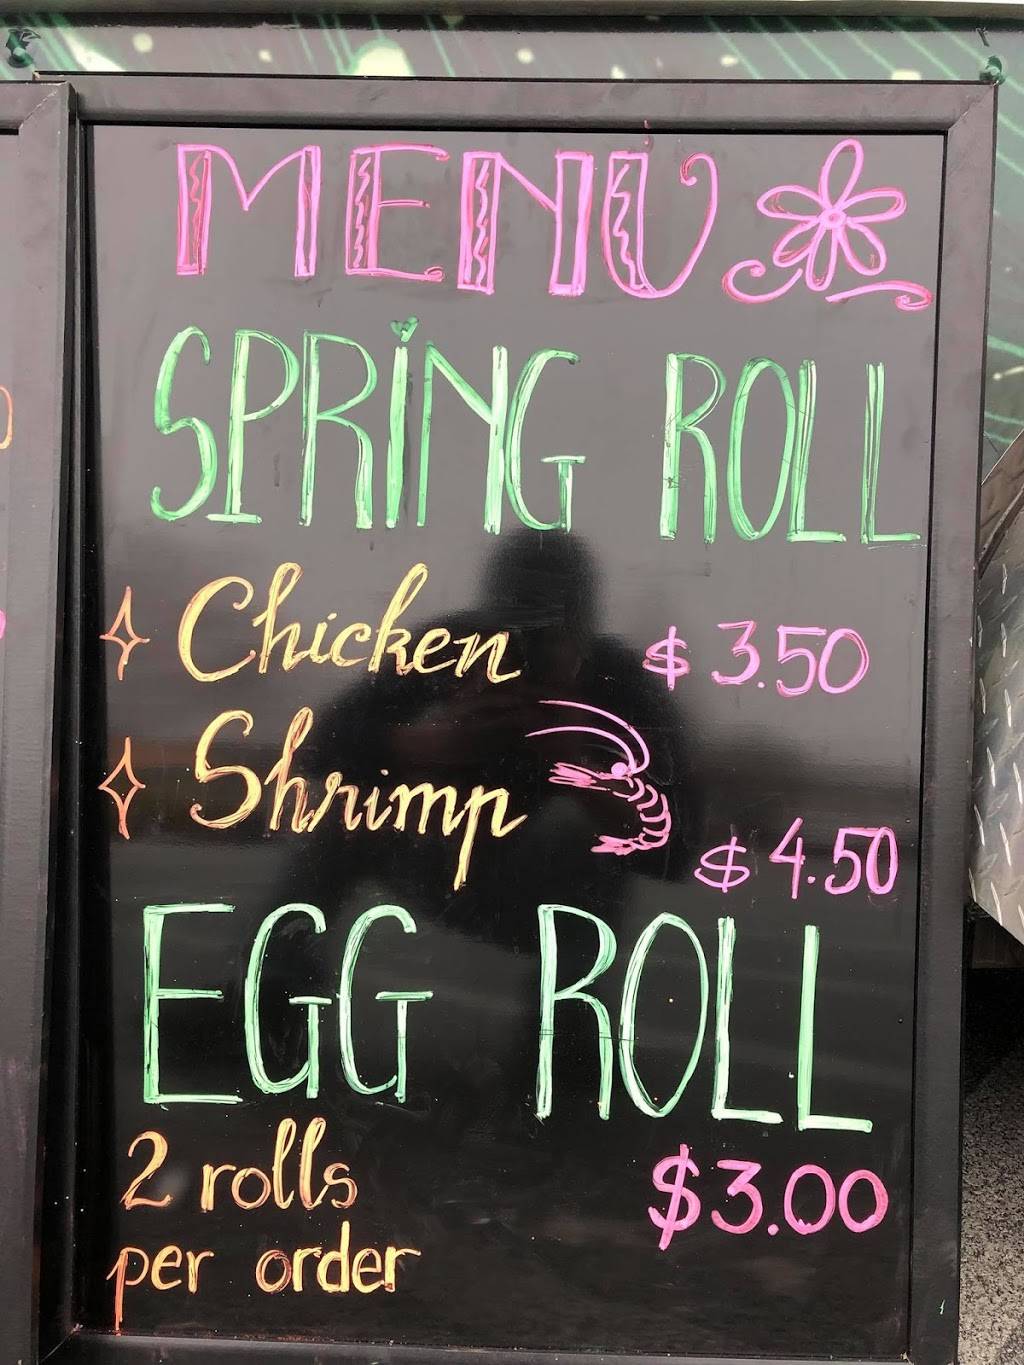 MENU
SPRING ROLL
Chicken $3.50
Shrimp $4.50
EGG ROLL
2 rolls $3.00
per order